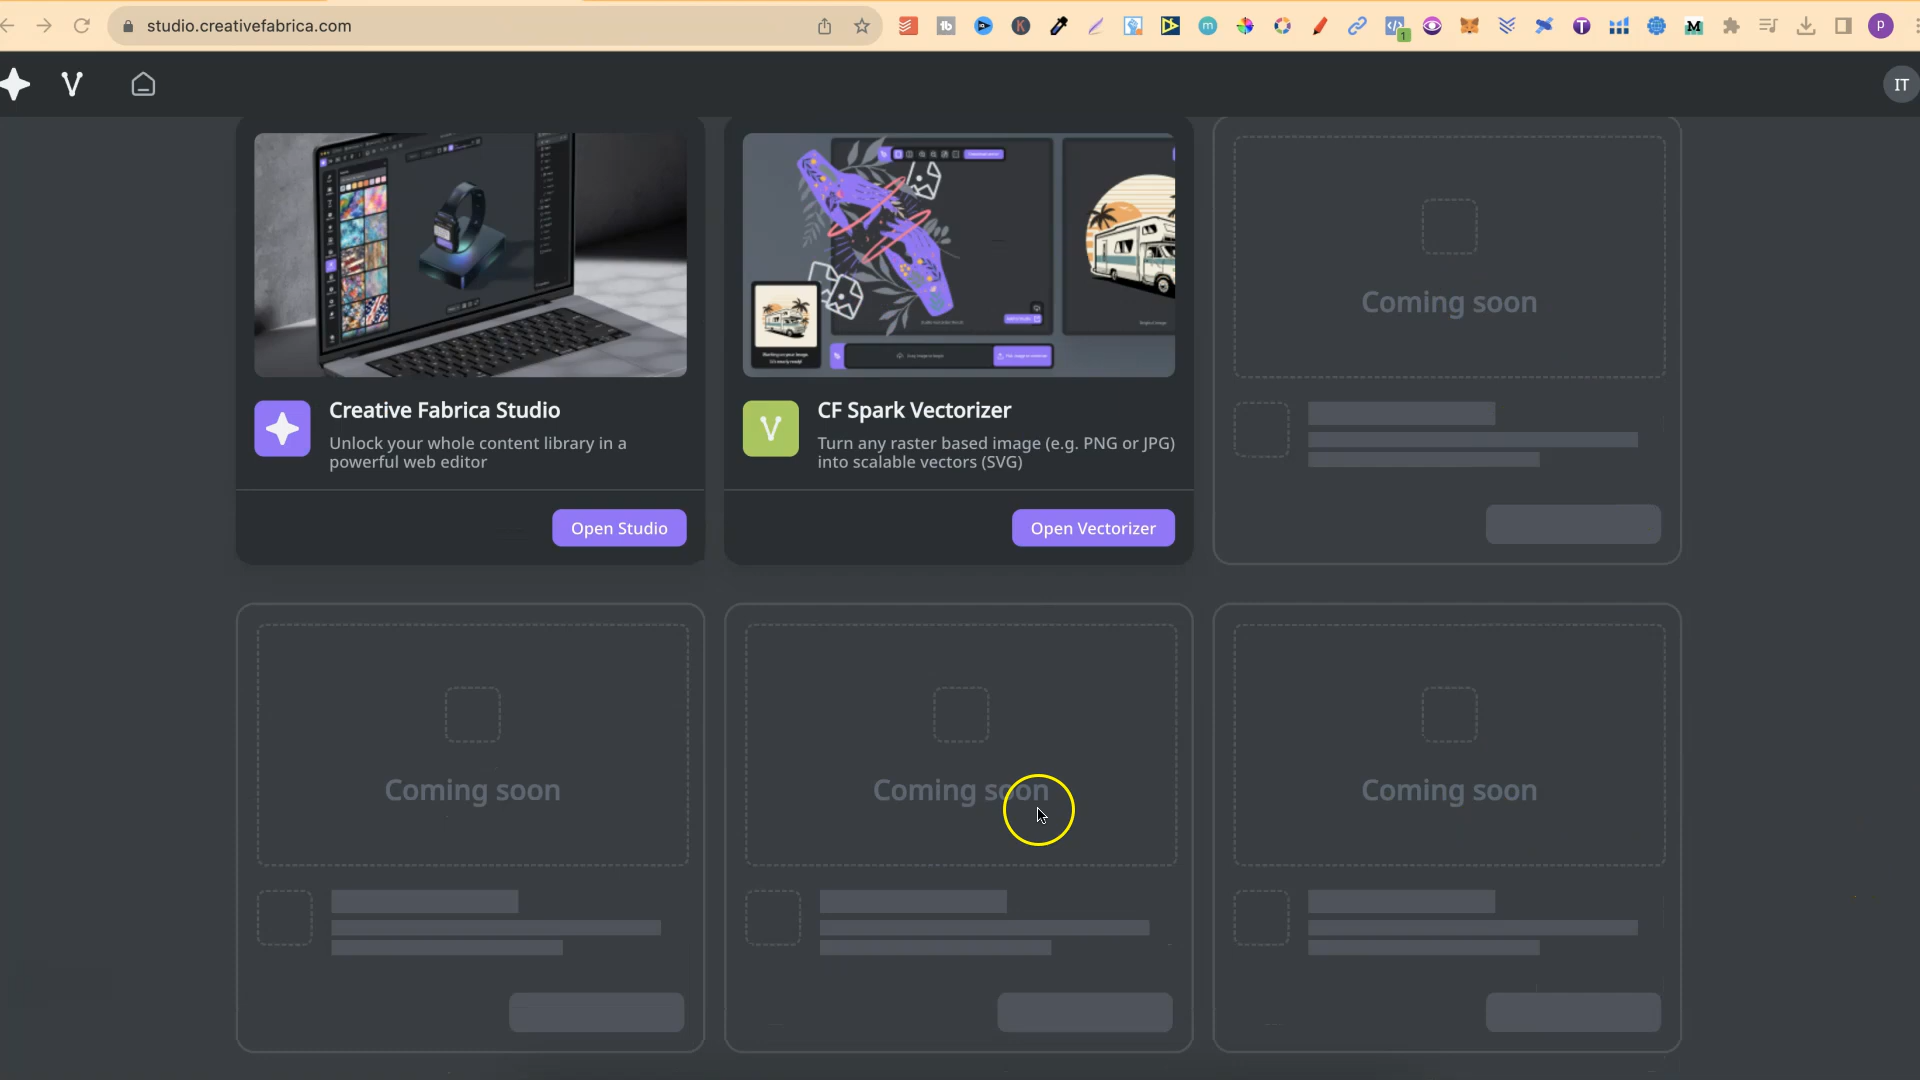 studio.creativefabrica.com
1
P
V
IT
Coming soon
Creative Fabrica Studio
Unlock your whole content library in a
powerful web editor
Open Studio
V
CF Spark Vectorizer
Turn any raster based image (e.g. PNG or JPG)
into scalable vectors (SVG)
Open Vectorizer
Coming soon
Coming soon
Coming soon